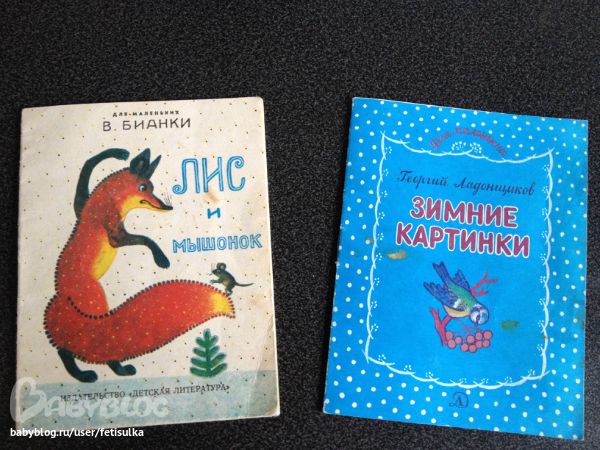 ДЛЯ МАЛЕНЬКИХ
В. БИАНКИ
ЛИС
и
МЫШОНОК
ИЗДАТЕЛЬСТВО «ДЕТСКАЯ ЛИТЕРАТУРА»
Для маленьких
Георгий Ладонщиков
ЗИМНИЕ
КАРТИНКИ
Д
BABYBLOG
babyblog.ru/user/fetisulka